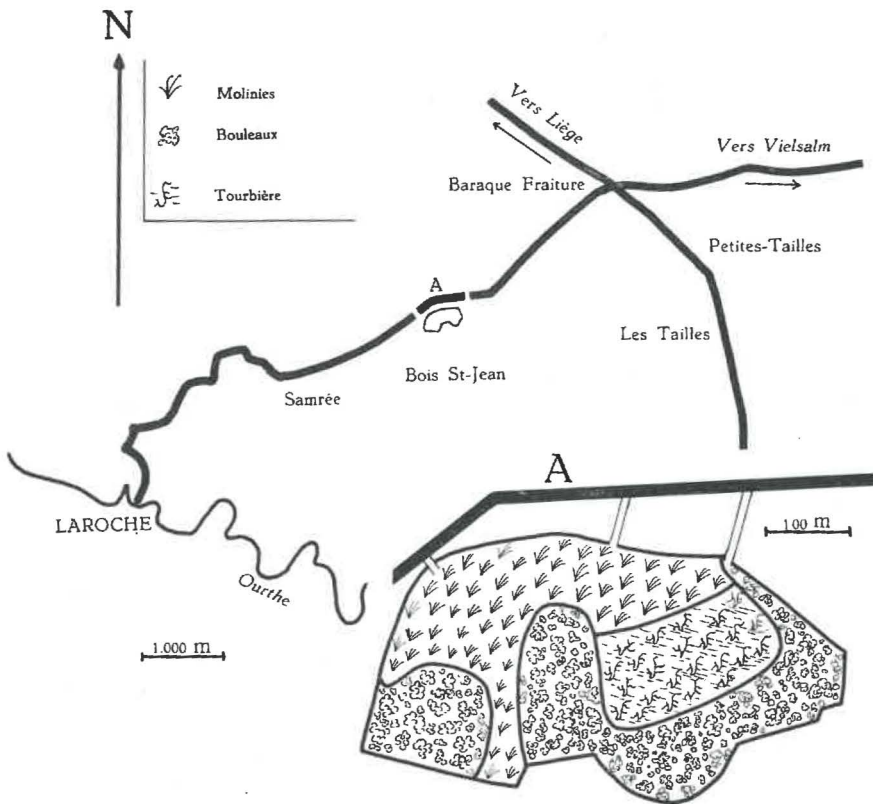 N
Molinies
Bouleaux
Tourbière
Vers Liège
Vers Vielsalm
Baraque Fraiture
Petites-Tailles
A
Les Tailles
Bois St-Jean
Samrée
A
100 m
LAROCHE
Ourthe
1.000 m